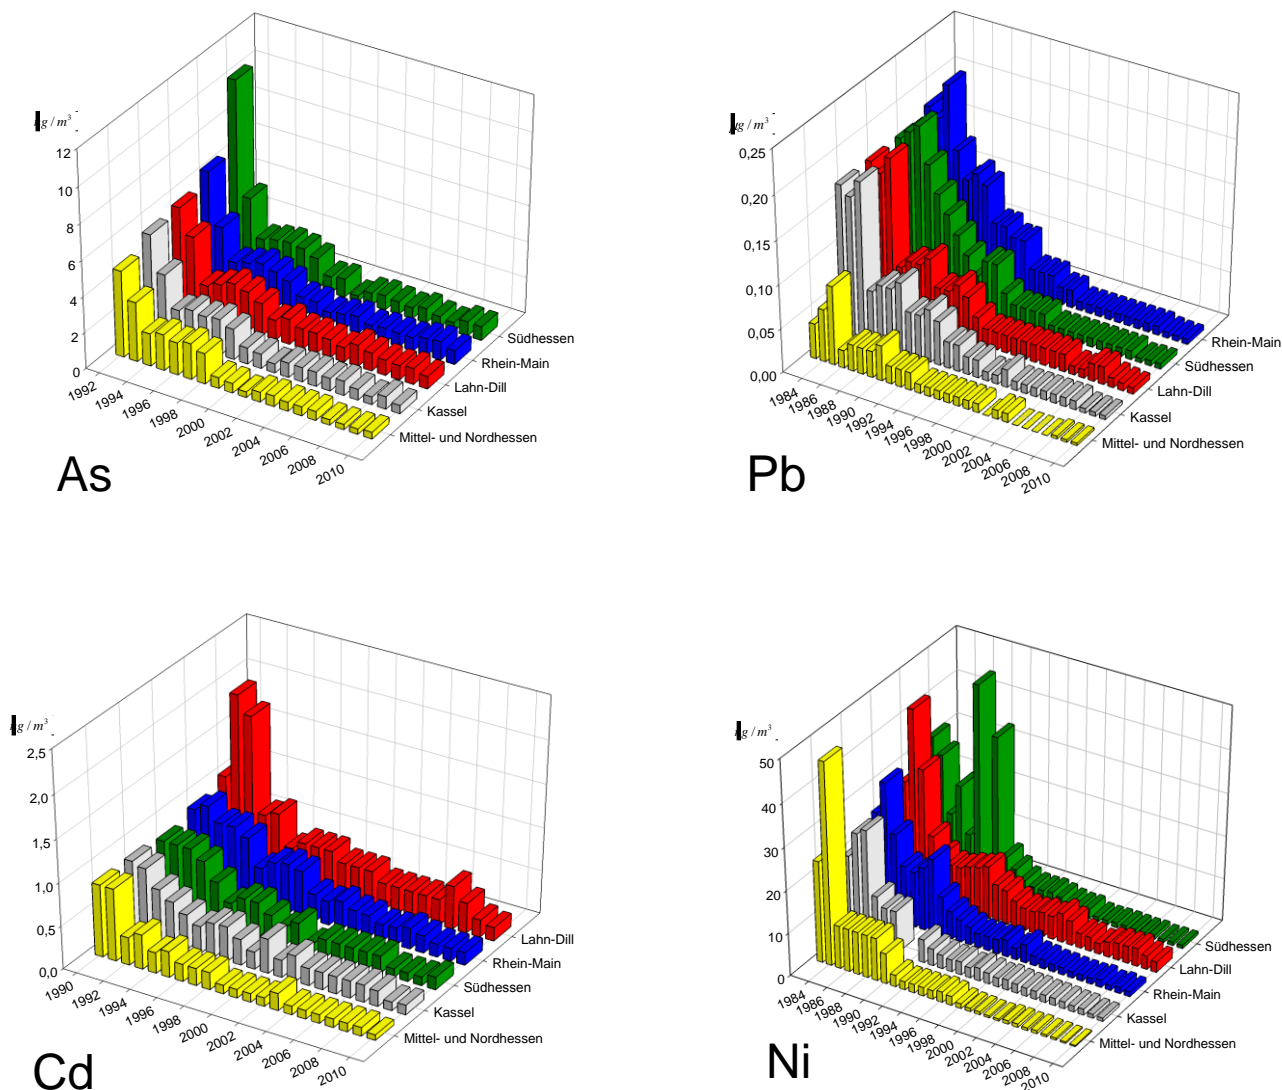 g/m³
12
10
8
6
4
2
0
1992
1994
1996
1998
2000
2002
2004
2006
2008
2010
Südhessen
Rhein-Main
Lahn-Dill
Kassel
Mittel- und Nordhessen
As
µg/m³
0,25
0,20
0,15
0,10
0,05
0,00
1984
1986
1988
1990
1992
1994
1996
1998
2000
2002
2004
2006
2008
2010
Rhein-Main
Südhessen
Lahn-Dill
Kassel
Mittel- und Nordhessen
Pb
g/m³
2,5
2,0
1,5
1,0
0,5
0,0
1990
1992
1994
1996
1998
2000
2002
2004
2006
2008
2010
Lahn-Dill
Rhein-Main
Südhessen
Kassel
Mittel- und Nordhessen
Cd
g/m³
50
40
30
20
10
0
1984
1986
1988
1990
1992
1994
1996
1998
2000
2002
2004
2006
2008
2010
Südhessen
Lahn-Dill
Rhein-Main
Kassel
Mittel- und Nordhessen
Ni